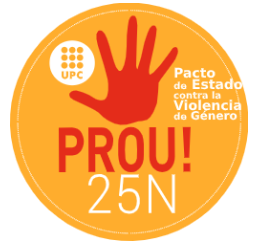 UPC
Pacto
de Estado
contra la
Violencia
de Género
PROU!
25N